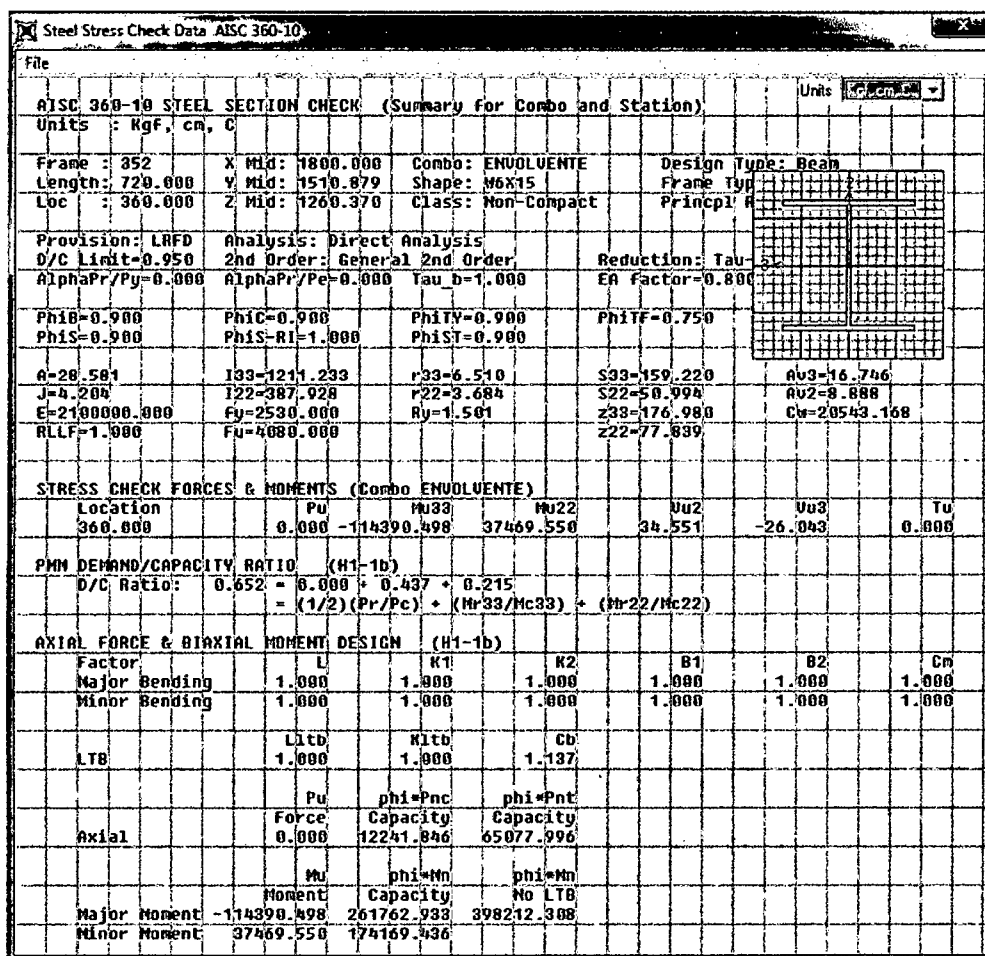 Steel Stress Check Data AISC 360-10
File
Units Kgf, cm, C
AISC 360-10 STEEL SECTION CHECK (Summary for Combo and Station)
Units : Kgf, cm, C
Frame : 352 X Mid: 1800.000 Combo: ENVOLVENTE Design Type: Beam
Length: 720.000 Y Mid: 1510.879 Shape: W6X15 Frame Typ
Loc : 360.000 Z Mid: 1260.370 Class: Non-Compact Princpl R
Provision: LRFD Analysis: Direct Analysis
D/C Limit=0.950 2nd Order: General 2nd Order Reduction: Tau-
AlphaPr/Py=0.000 AlphaPr/Pe=0.000 Tau_b=1.000 EA factor=0.800
PhiB=0.900 PhiC=0.900 PhiTY=0.900 PhiTF=0.750
PhiS=0.900 PhiS-RI=1.000 PhiST=0.900
A=28.581 I33=1211.233 r33=6.510 S33=159.220 Av3=16.746
J=4.204 I22=387.928 r22=3.684 S22=50.994 Av2=8.888
E=2100000.000 fy=2530.000 Ry=1.501 z33=176.980 Cw=20543.168
RLLF=1.000 Fu=4080.000 z22=77.839
STRESS CHECK FORCES & MOMENTS (Combo ENVOLVENTE)
Location Pu Mu33 Mu22 Vu2 Vu3 Tu
360.000 0.000 -114390.498 37469.550 34.551 -26.043 0.000
PMM DEMAND/CAPACITY RATIO (H1-1b)
D/C Ratio: 0.652 = 0.000 + 0.437 + 0.215
= (1/2)(Pr/Pc) + (Mr33/Mc33) + (Mr22/Mc22)
AXIAL FORCE & BIAXIAL MOMENT DESIGN (H1-1b)
Factor L K1 K2 B1 B2 Cm
Major Bending 1.000 1.000 1.000 1.000 1.000 1.000
Minor Bending 1.000 1.000 1.000 1.000 1.000 1.000
Lltb Kltb Cb
LTB 1.000 1.000 1.137
Pu phi*Pnc phi*Pnt
Force Capacity Capacity
Axial 0.000 12241.846 65077.996
Mu phi*Mn phi*Mn
Moment Capacity No LTB
Major Moment -114390.498 261762.933 398212.308
Minor Moment 37469.550 174169.436